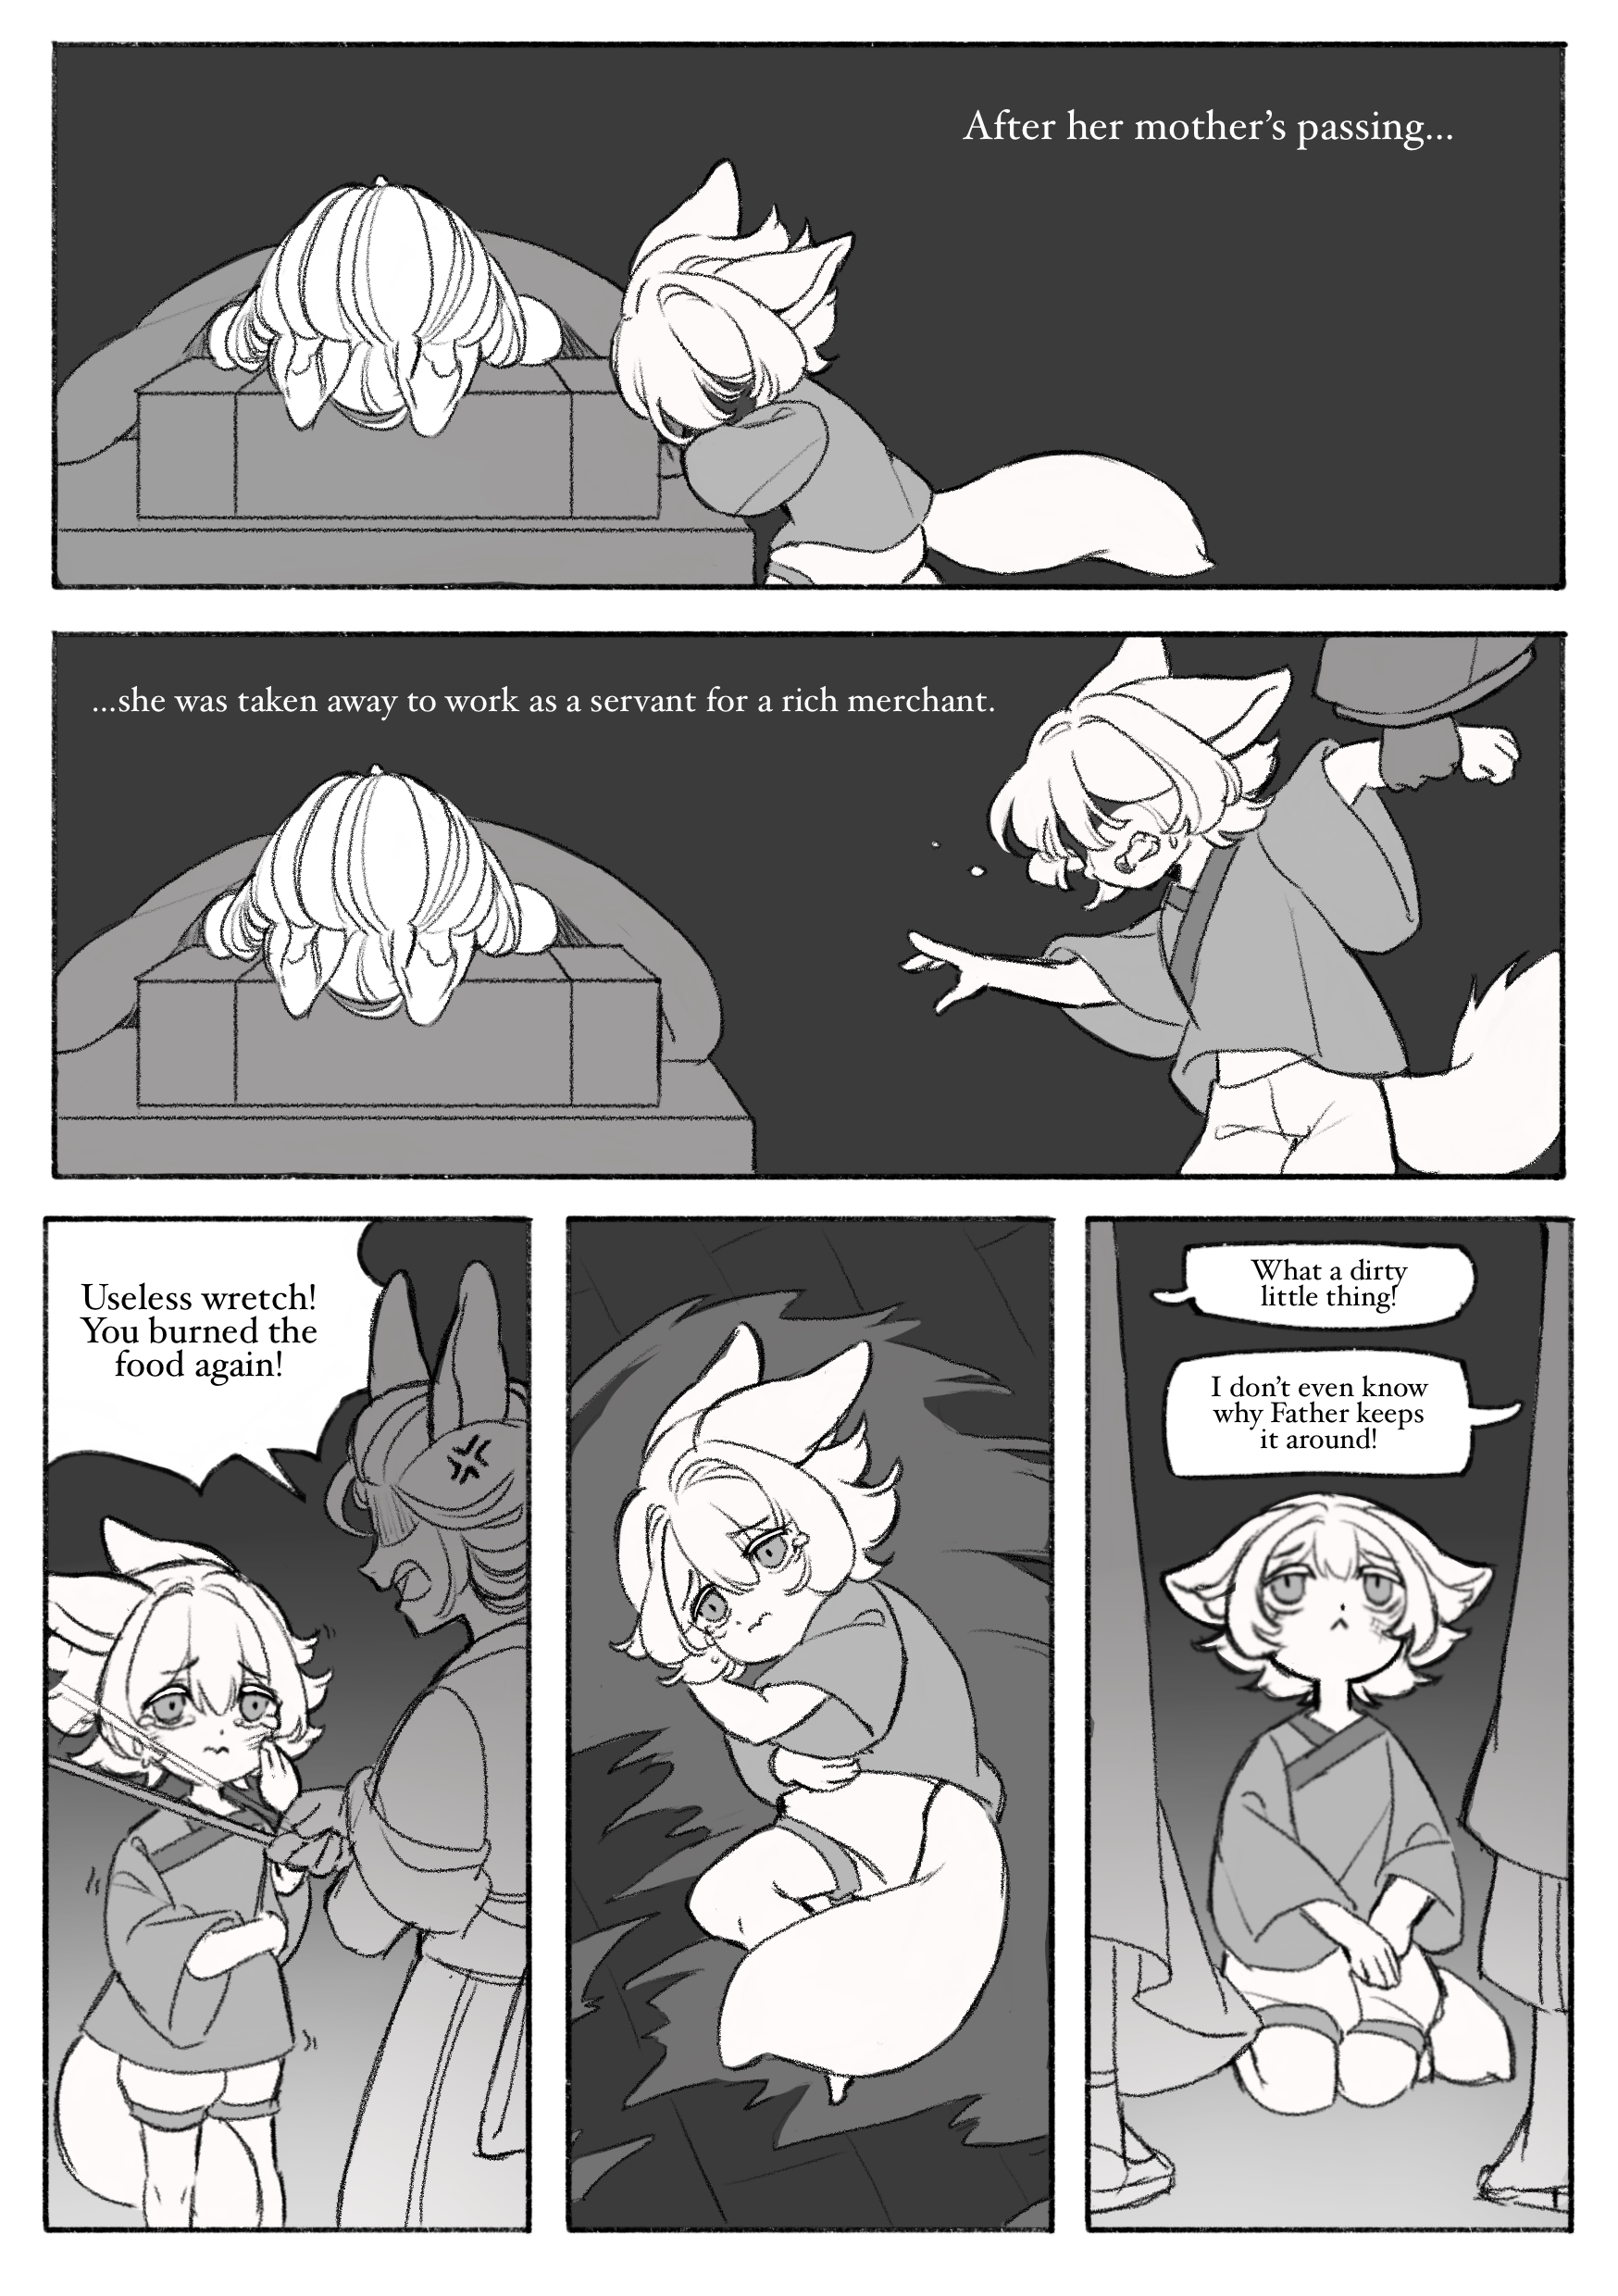 After her mother's passing...
...she was taken away to work as a servant for a rich merchant.
Useless wretch!
You burned the
food again!
What a dirty
little thing!
I don't even know
why Father keeps
it around!